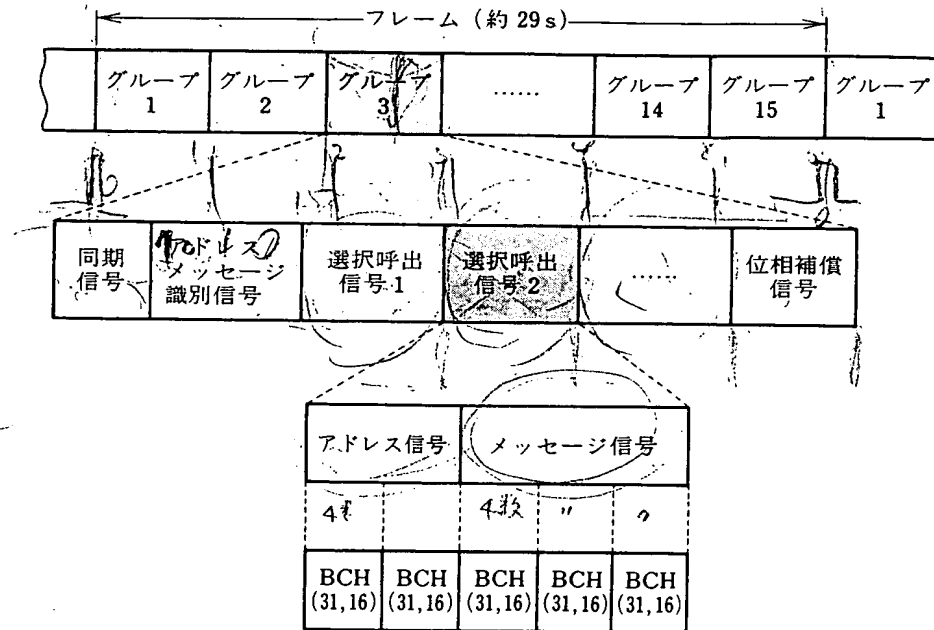 フレーム (約 29 s)
グループ
1
グループ
2
グループ
3
……
グループ
14
グループ
15
グループ
1
同期
信号
アドレス
メッセージ
識別信号
選択呼出
信号 1
選択呼出
信号 2
……
位相補償
信号
アドレス信号
メッセージ信号
4数
〃
BCH
(31,16)
BCH
(31,16)
BCH
(31,16)
BCH
(31,16)
BCH
(31,16)